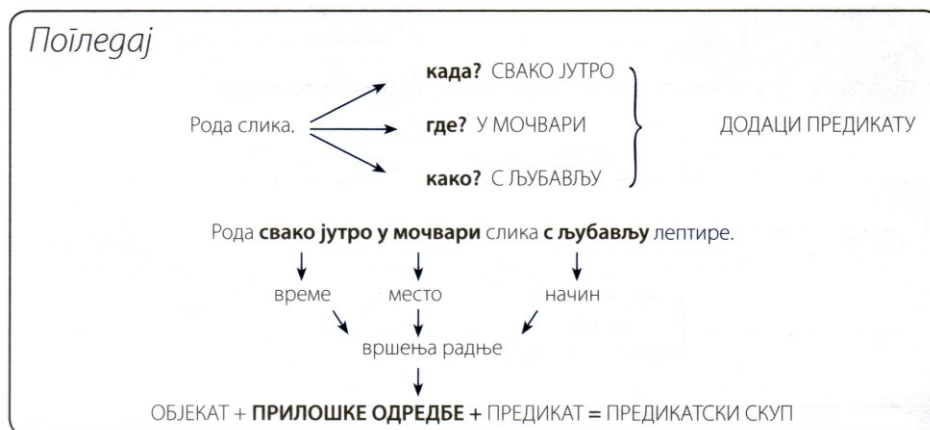 Погледај
када? СВАКО ЈУТРО
Рода слика. где? У МОЧВАРИ ДОДАЦИ ПРЕДИКАТУ
како? С ЉУБАВЉУ
Рода свако јутро у мочвари слика с љубављу лептире.
време место начин
вршења радње
ОБЈЕКАТ + ПРИЛОШКЕ ОДРЕДБЕ + ПРЕДИКАТ = ПРЕДИКАТСКИ СКУП